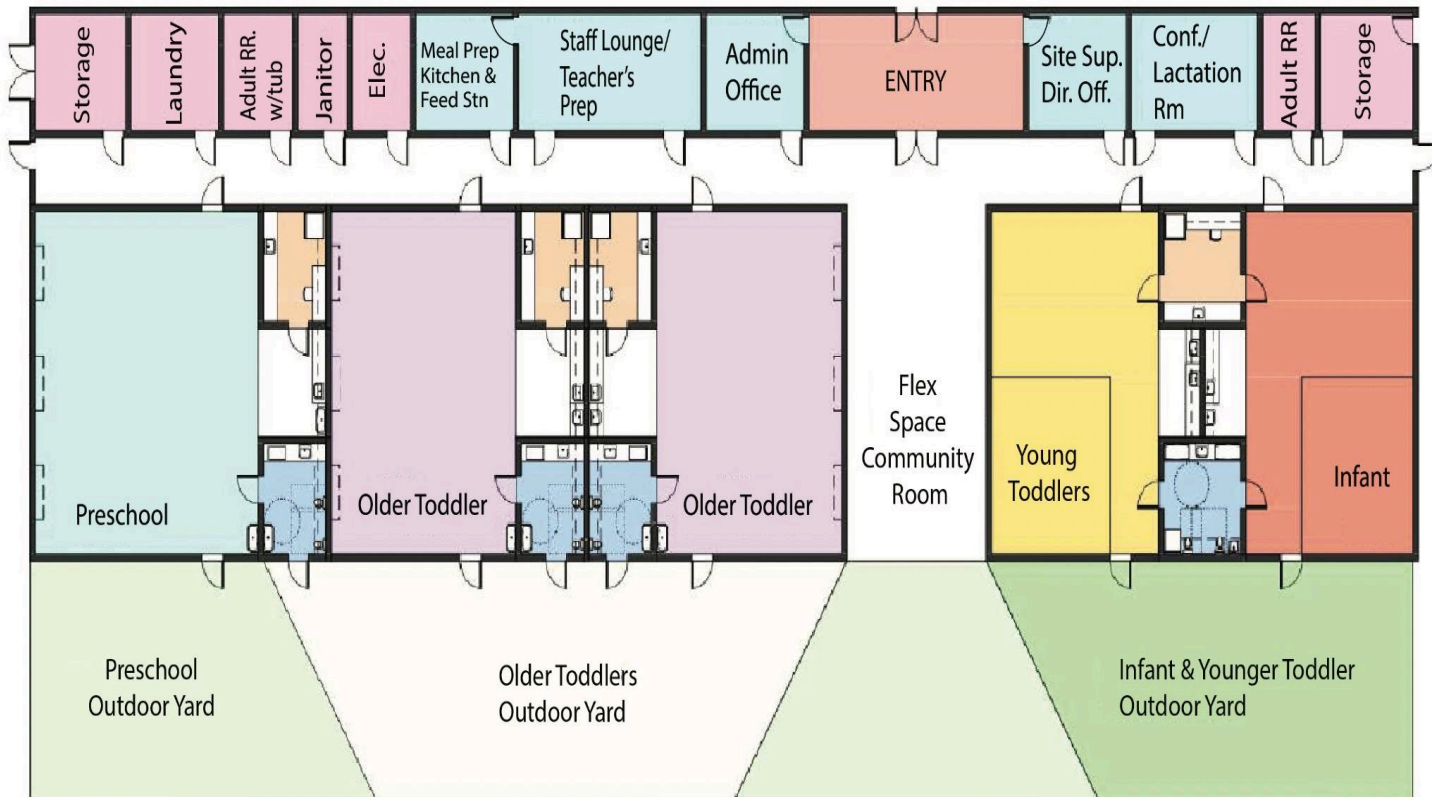 Storage
Laundry
Adult RR.
w/tub
Janitor
Elec.
Meal Prep
Kitchen &
Feed Stn
Staff Lounge/
Teacher's
Prep
Admin
Office
ENTRY
Site Sup.
Dir. Off.
Conf./
Lactation
Rm
Adult RR
Storage
Preschool
Older Toddler
Older Toddler
Flex
Space
Community
Room
Young
Toddlers
Infant
Preschool
Outdoor Yard
Older Toddlers
Outdoor Yard
Infant & Younger Toddler
Outdoor Yard